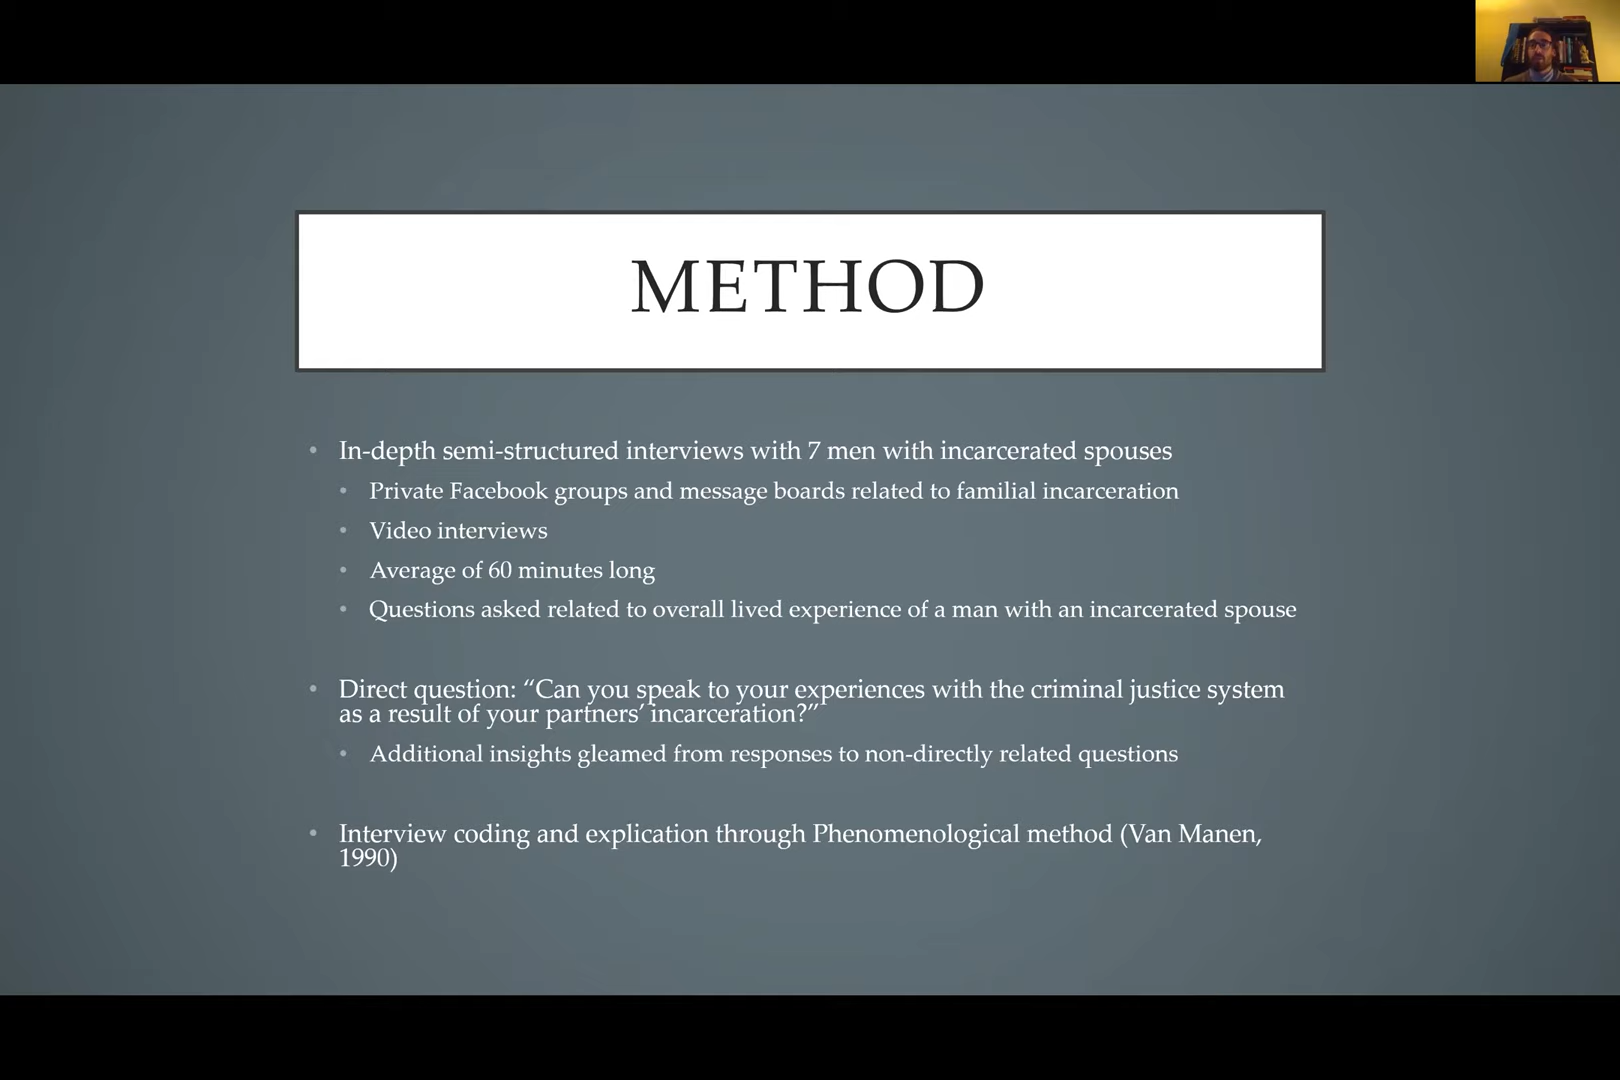 METHOD
• In-depth semi-structured interviews with 7 men with incarcerated spouses
• Private Facebook groups and message boards related to familial incarceration
• Video interviews
• Average of 60 minutes long
• Questions asked related to overall lived experience of a man with an incarcerated spouse
• Direct question: “Can you speak to your experiences with the criminal justice system
as a result of your partners’ incarceration?”
• Additional insights gleamed from responses to non-directly related questions
• Interview coding and explication through Phenomenological method (Van Manen,
1990)